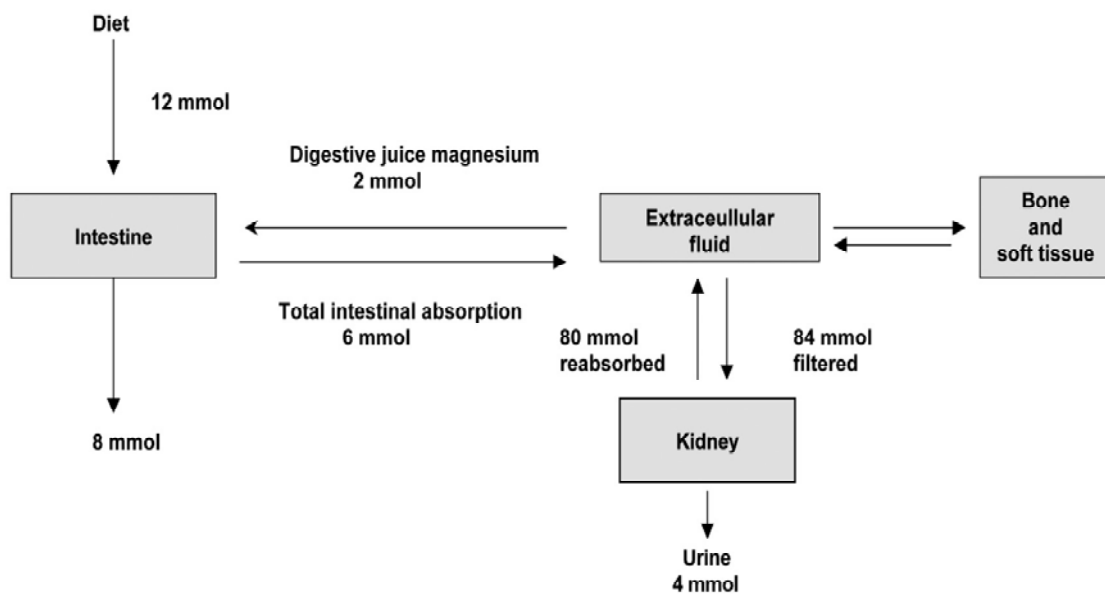 Diet
12 mmol
Digestive juice magnesium
2 mmol
Intestine
Extraceullular
fluid
Bone
and
soft tissue
Total intestinal absorption
6 mmol
80 mmol
reabsorbed
84 mmol
filtered
8 mmol
Kidney
Urine
4 mmol